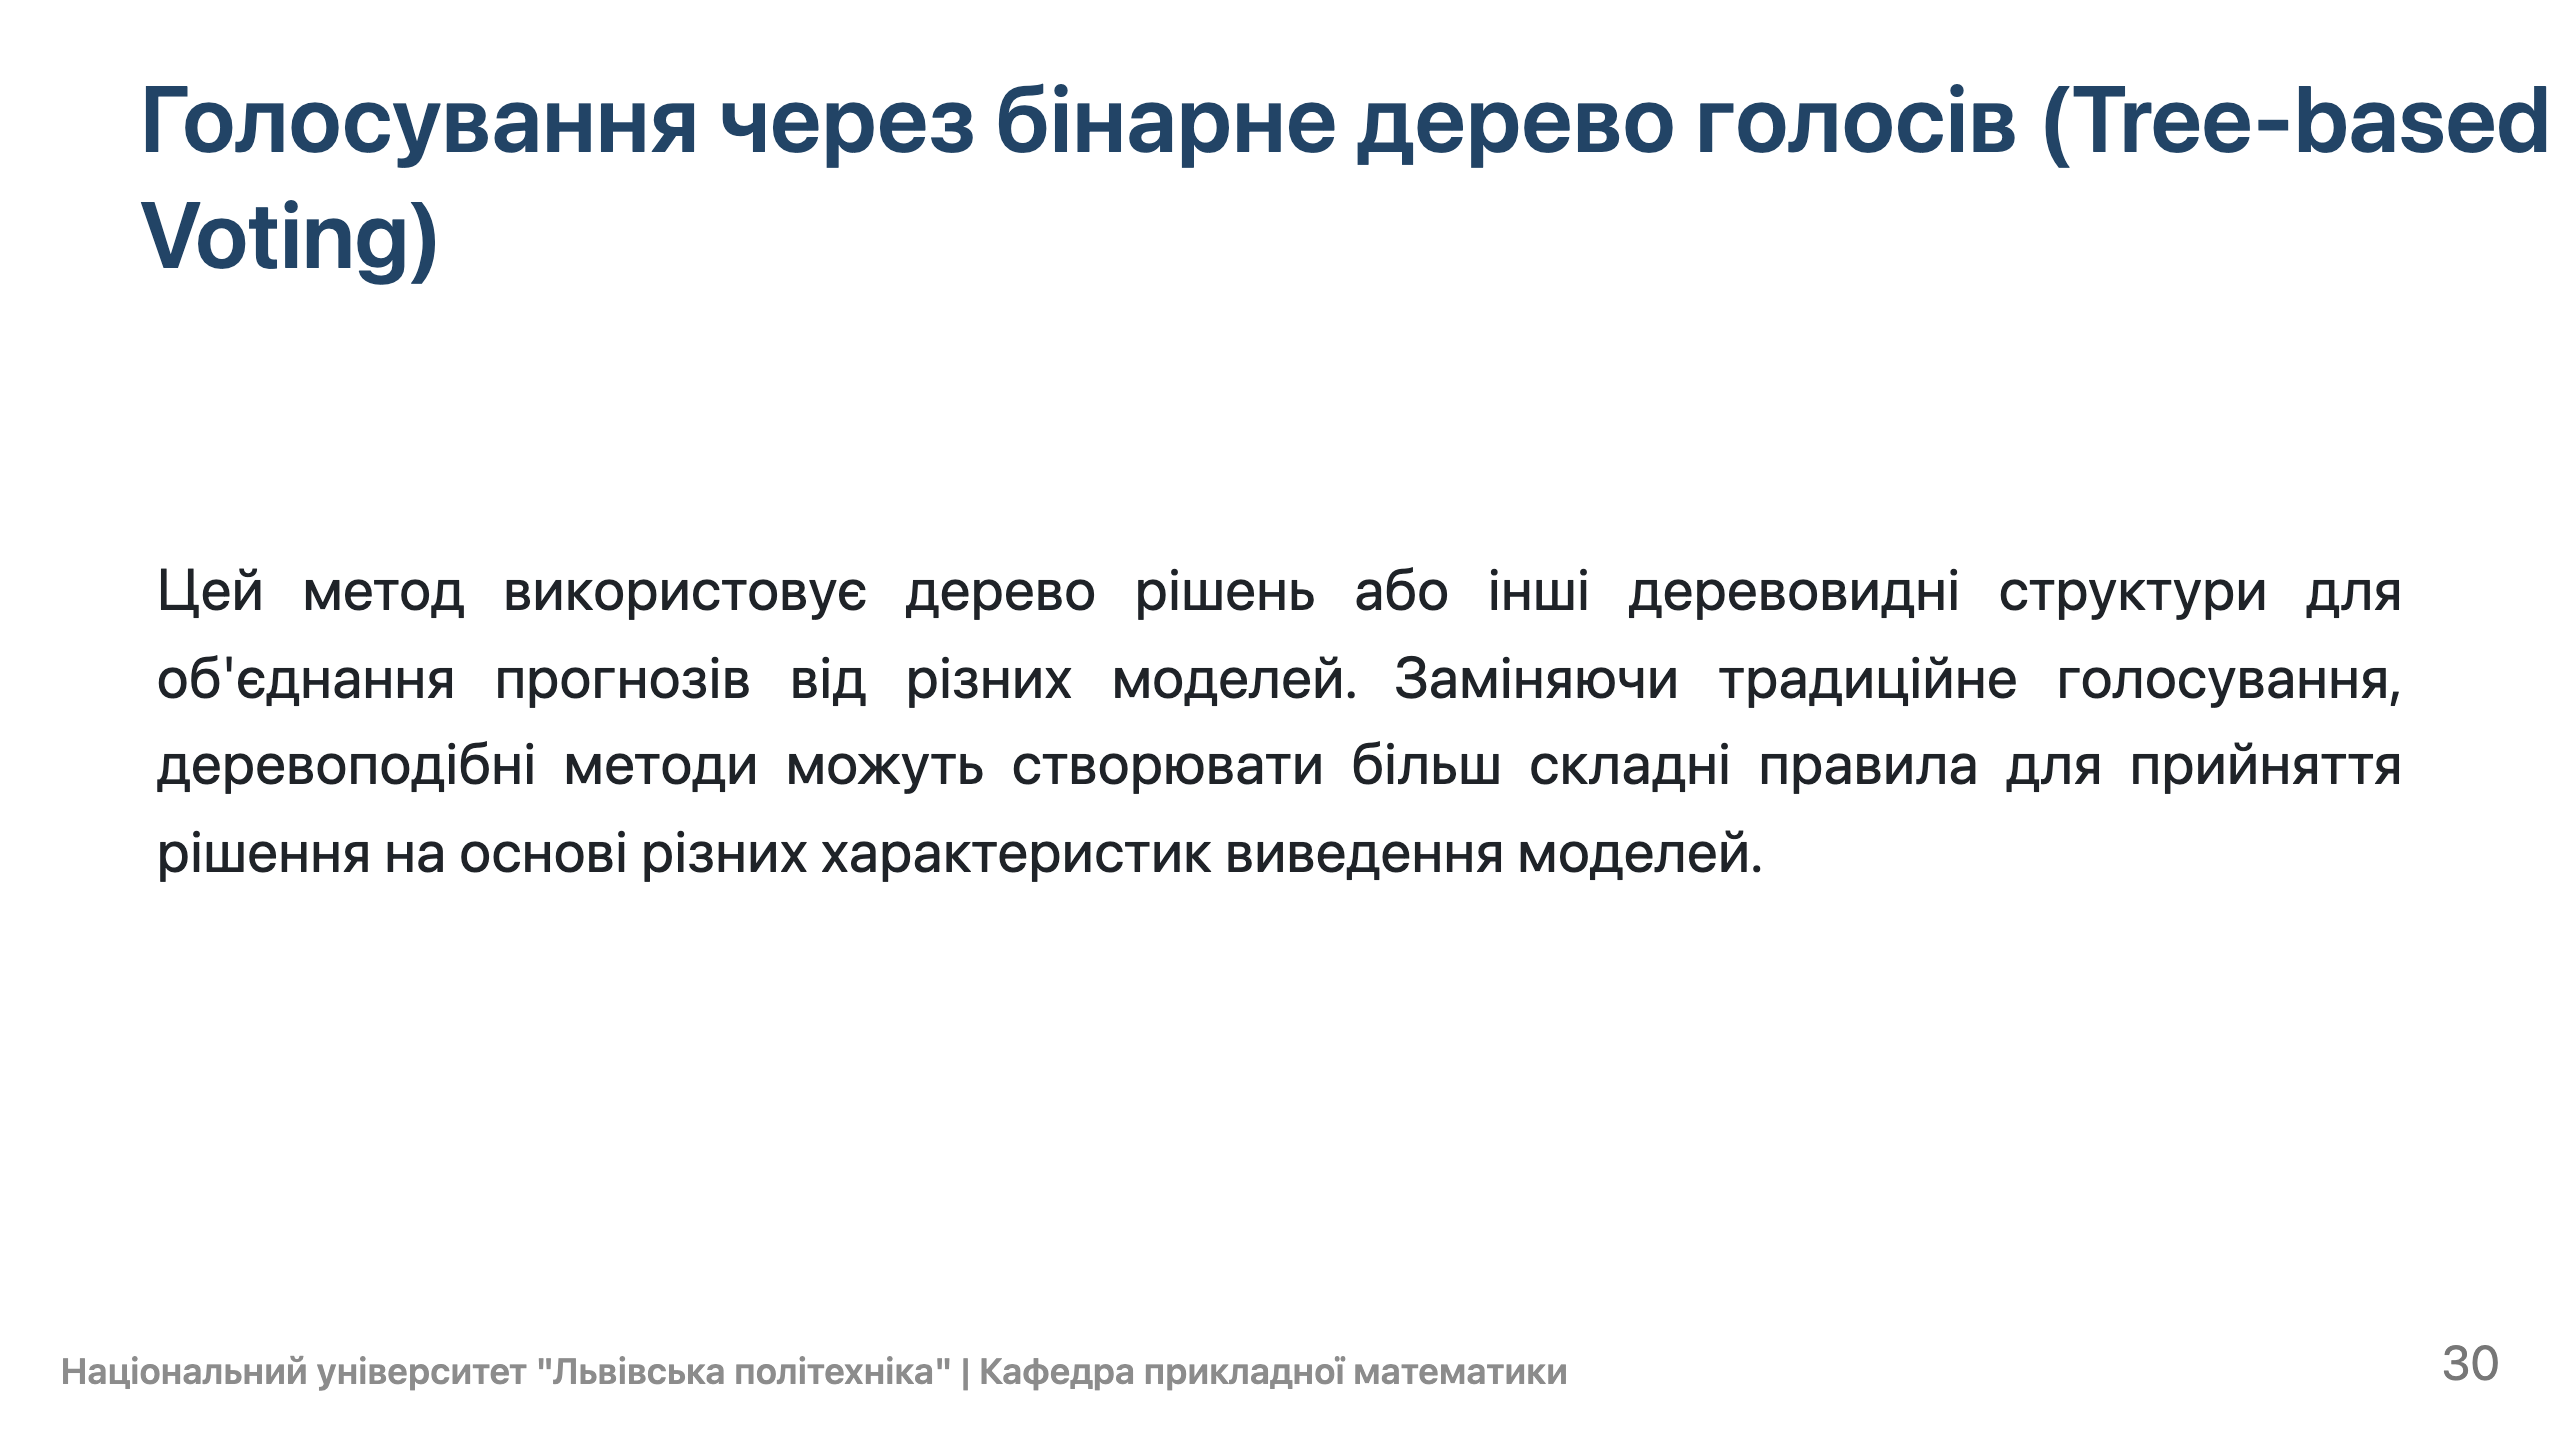 Голосування через бінарне дерево голосів (Tree-based
Voting)
Цей метод використовує дерево рішень або інші деревовидні структури для
об'єднання прогнозів від різних моделей. Заміняючи традиційне голосування,
деревоподібні методи можуть створювати більш складні правила для прийняття
рішення на основі різних характеристик виведення моделей.
Національний університет "Львівська політехніка" | Кафедра прикладної математики
30